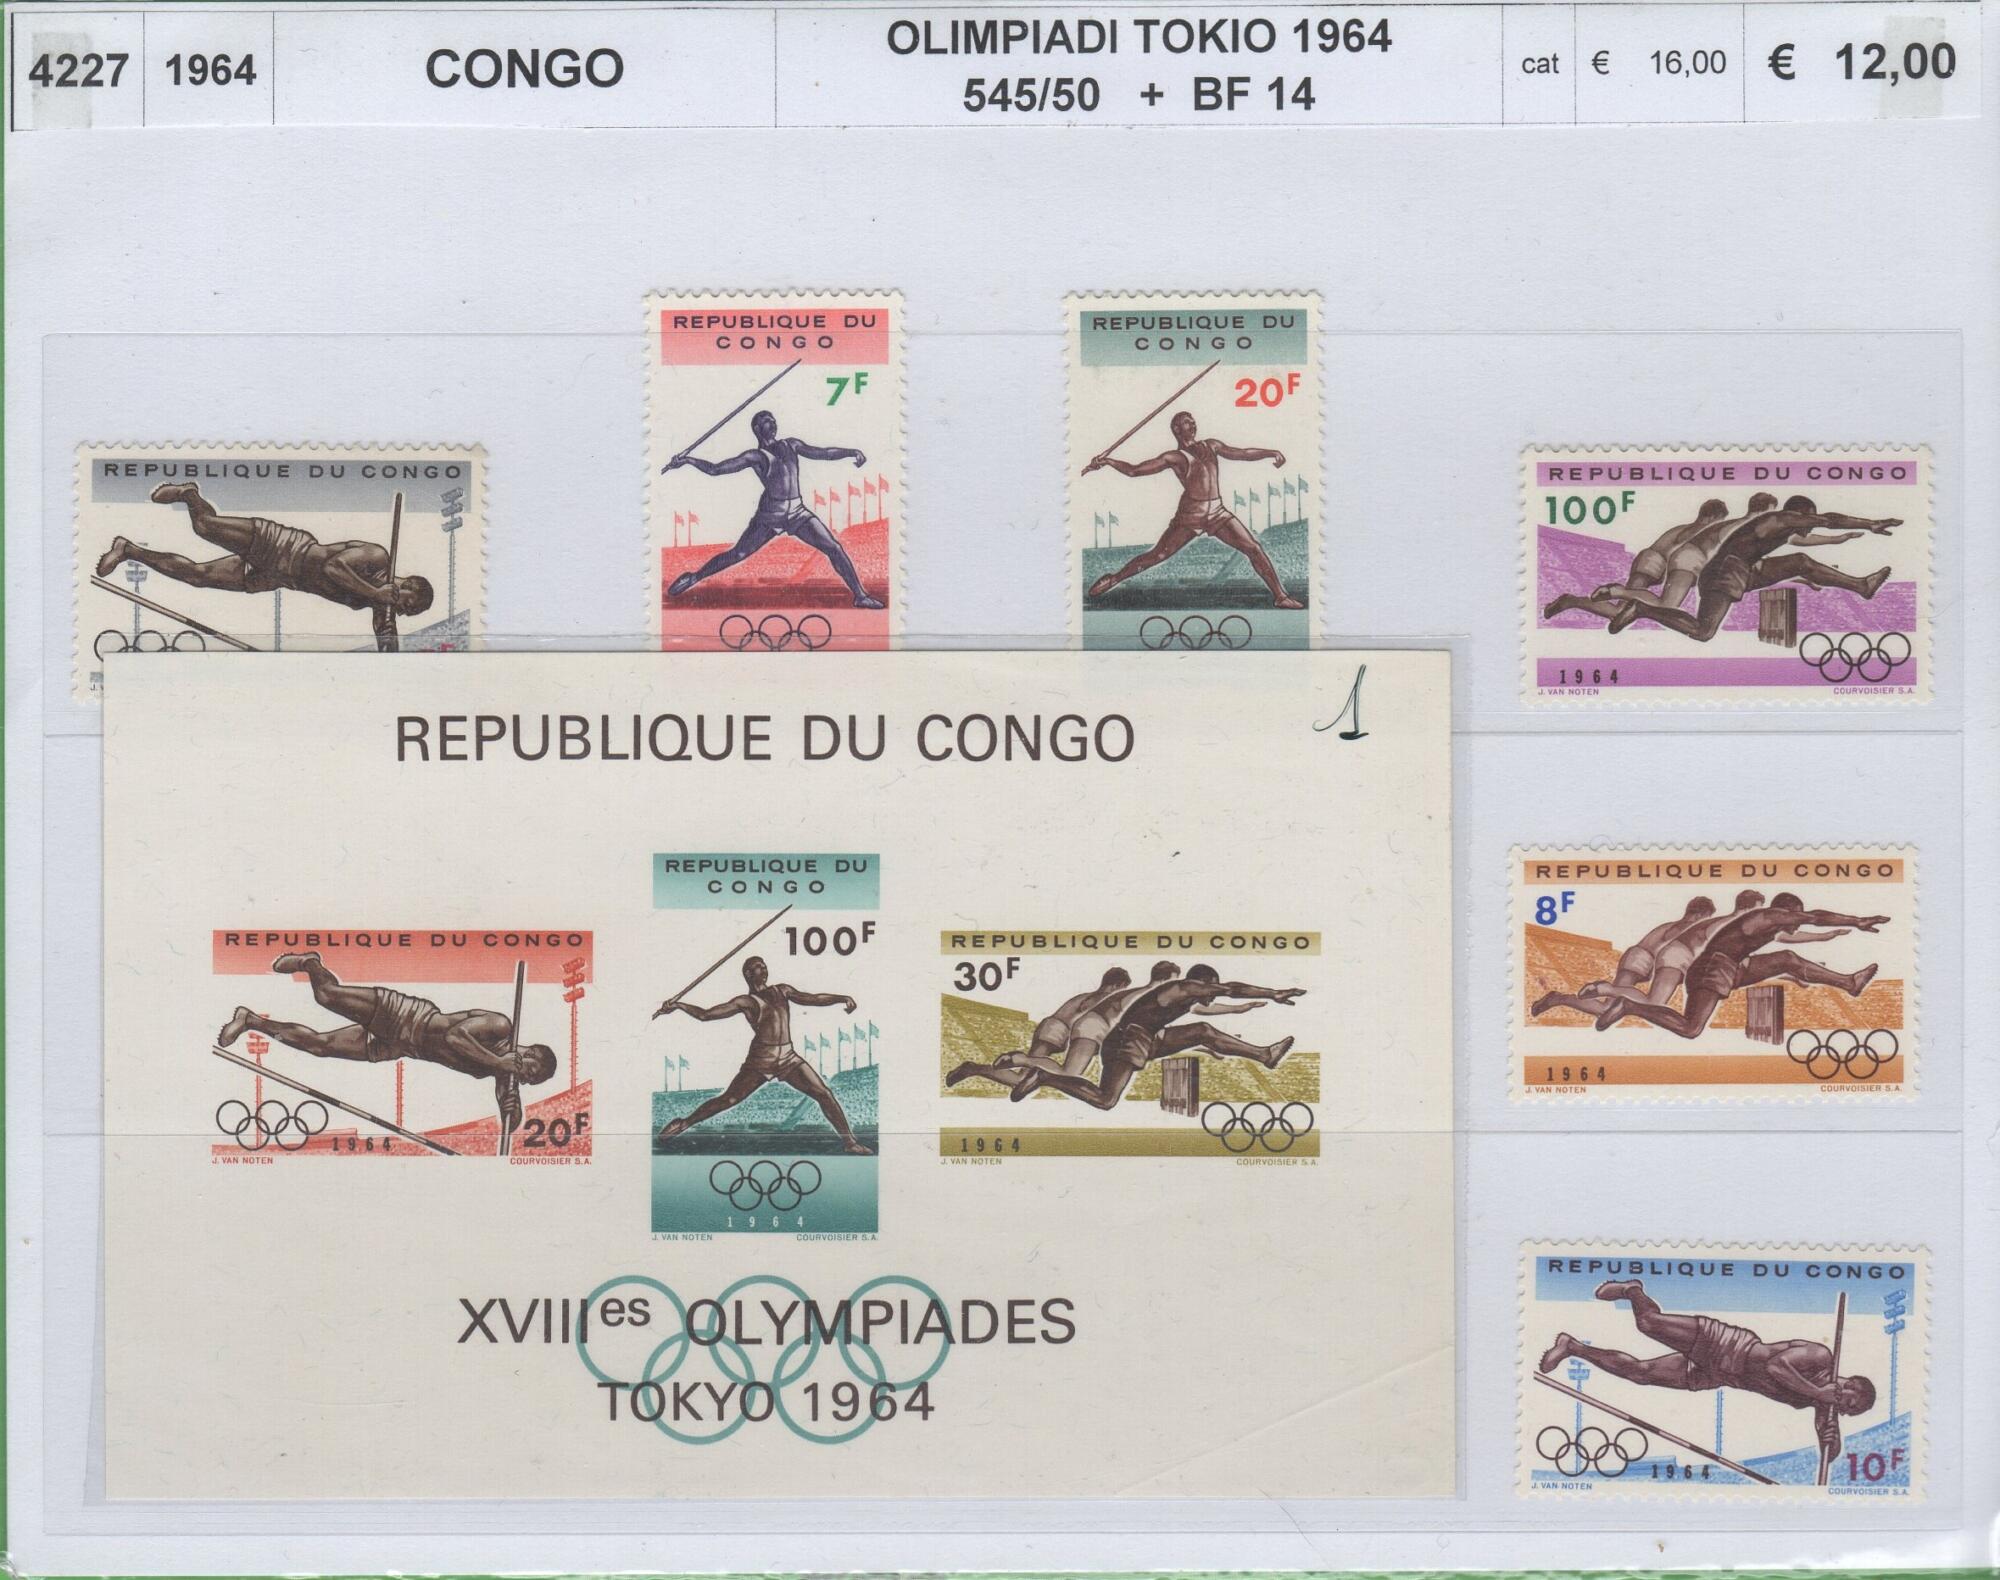 4227 1964 CONGO OLIMPIADI TOKIO 1964 cat € 16,00 € 12,00
545/50 + BF 14
REPUBLIQUE DU CONGO
REPUBLIQUE DU
CONGO
7F
REPUBLIQUE DU
CONGO
20F
REPUBLIQUE DU CONGO
100F
1964
J. VAN NOTEN COURVOISIER S.A.
1
REPUBLIQUE DU CONGO
REPUBLIQUE DU CONGO
20F
1964
J. VAN NOTEN COURVOISIER S.A.
REPUBLIQUE DU
CONGO
100F
1964
J. VAN NOTEN COURVOISIER S.A.
REPUBLIQUE DU CONGO
30F
1964
J. VAN NOTEN COURVOISIER S.A.
XVIIIes OLYMPIADES
TOKYO 1964
REPUBLIQUE DU CONGO
8F
1964
J. VAN NOTEN COURVOISIER S.A.
REPUBLIQUE DU CONGO
1964 10F
J. VAN NOTEN COURVOISIER S.A.